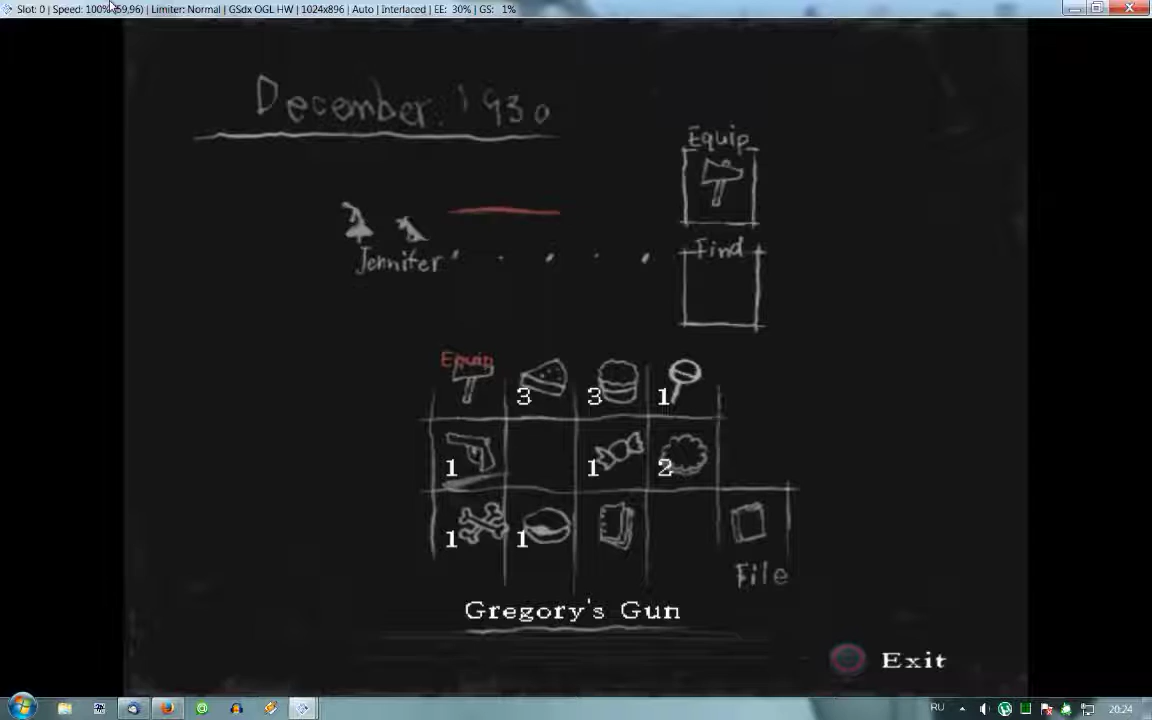 Slot: 0 | Speed: 100% (59,96) | Limiter: Normal | GSdx OGL HW | 1024x896 | Auto | Interlaced | EE: 30% | GS: 1%
December 1930
Equip
Jennifer
Find
Equip
3
3
1
1
1
2
1
1
File
Gregory's Gun
Exit
RU
20:24